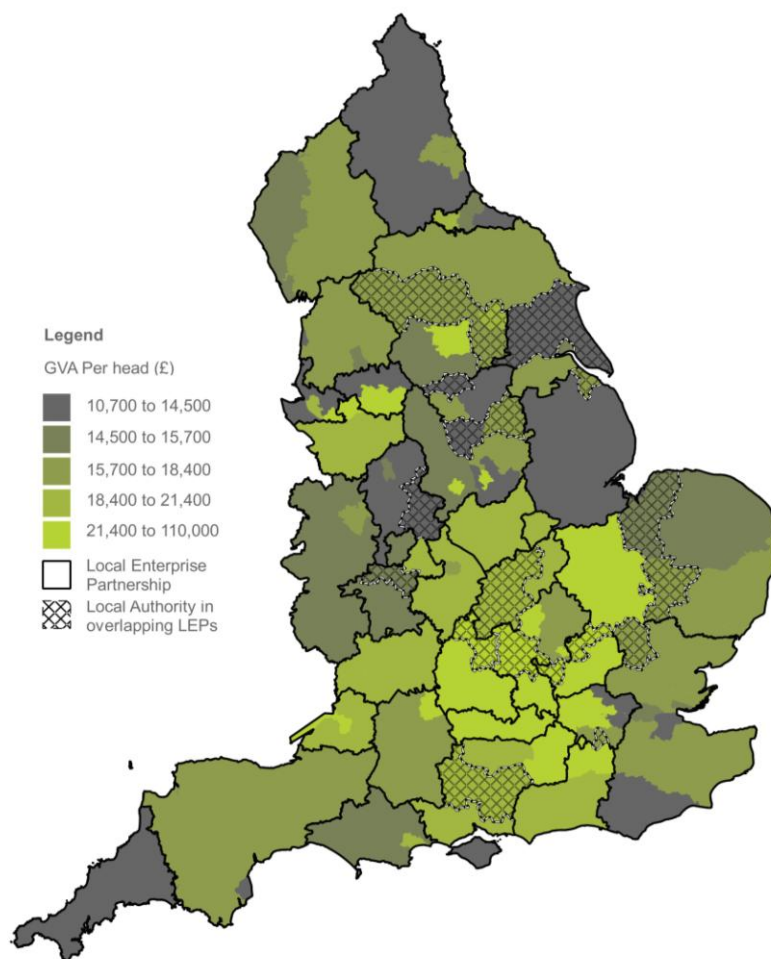 Legend
GVA Per head (£)
10,700 to 14,500
14,500 to 15,700
15,700 to 18,400
18,400 to 21,400
21,400 to 110,000
Local Enterprise
Partnership
Local Authority in
overlapping LEPs